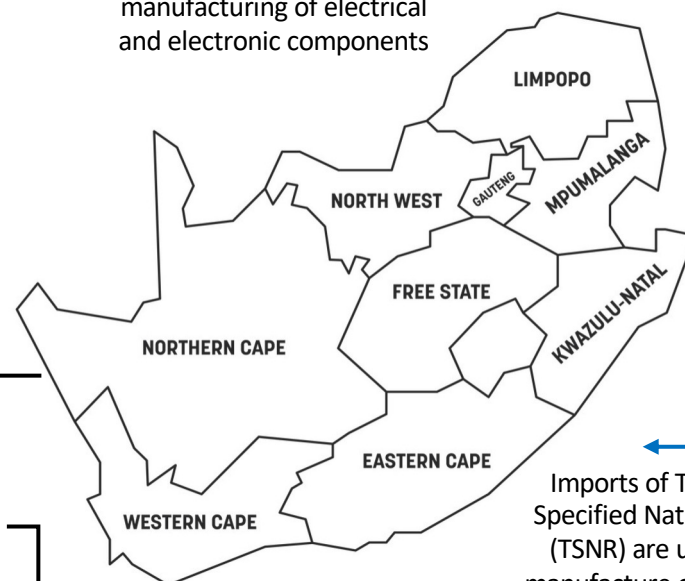 manufacturing of electrical
and electronic components
LIMPOPO
MPUMALANGA
GAUTENG
NORTH WEST
FREE STATE
KWAZULU-NATAL
NORTHERN CAPE
EASTERN CAPE
WESTERN CAPE
Imports of
Specified
(TSNR) are
manufacture